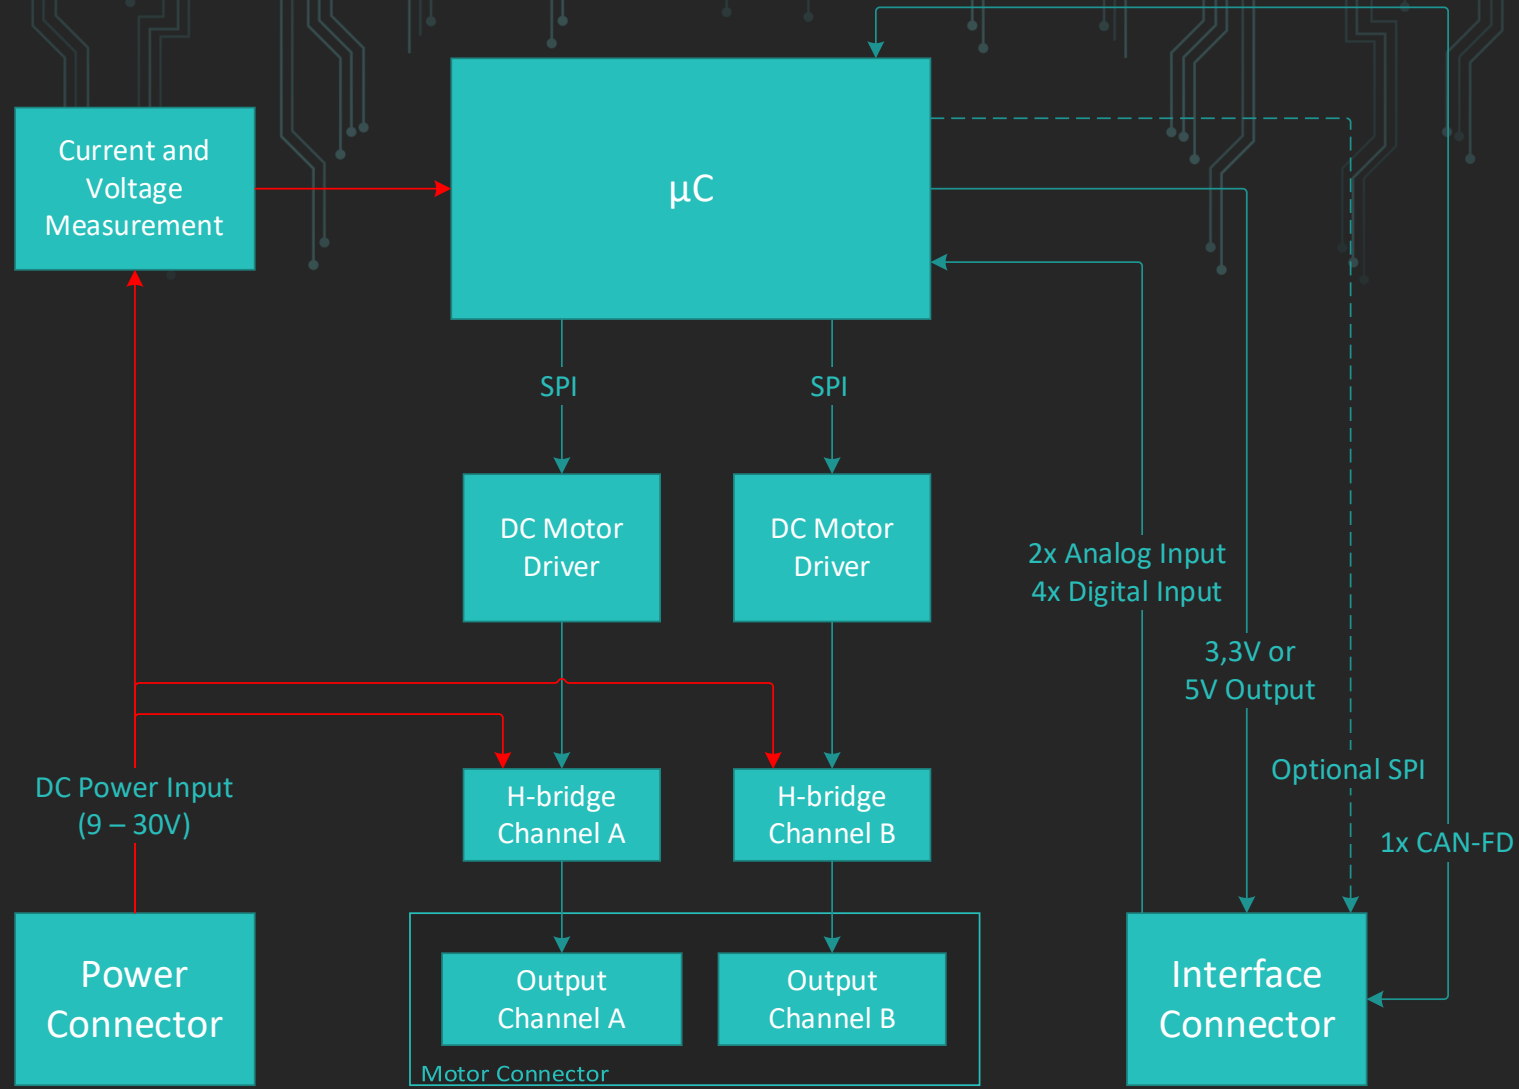 Current and
Voltage
Measurement
µC
SPI
SPI
DC Motor
Driver
DC Motor
Driver
2x Analog Input
4x Digital Input
3,3V or
5V Output
Optional SPI
1x CAN-FD
DC Power Input
(9 – 30V)
H-bridge
Channel A
H-bridge
Channel B
Power
Connector
Output
Channel A
Output
Channel B
Motor Connector
Interface
Connector